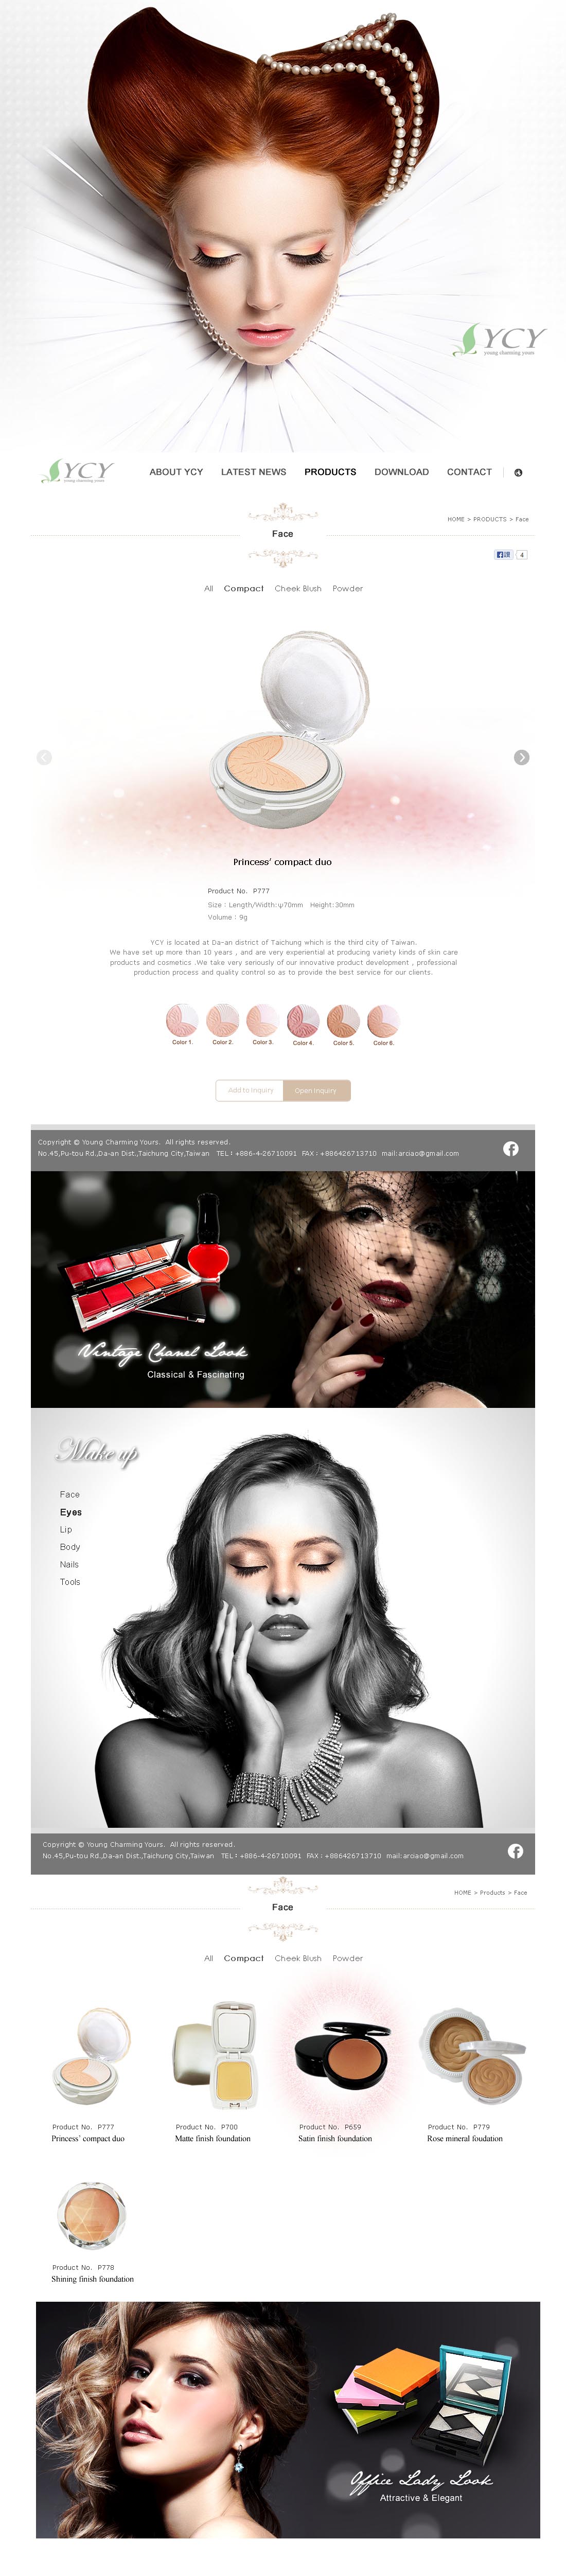 YCY
young charming yours
YCY
young charming yours
ABOUT YCY LATEST NEWS PRODUCTS DOWNLOAD CONTACT
HOME > PRODUCTS > Face
Face
讚 4
All Compact Cheek Blush Powder
Princess' compact duo
Product No. P777
Size : Length/Width:ψ70mm Height:30mm
Volume : 9g
YCY is located at Da-an district of Taichung which is the third city of Taiwan.
We have set up more than 10 years , and are very experiential at producing variety kinds of skin care
products and cosmetics .We take very seriously of our innovative product development , professional
production process and quality control so as to provide the best service for our clients.
Color 1. Color 2. Color 3. Color 4. Color 5. Color 6.
Add to Inquiry Open Inquiry
Copyright © Young Charming Yours. All rights reserved.
No.45,Pu-tou Rd.,Da-an Dist.,Taichung City,Taiwan TEL : +886-4-26710091 FAX : +886426713710 mail:arciao@gmail.com
Vintage Chanel Look
Classical & Fascinating
Make up
Face
Eyes
Lip
Body
Nails
Tools
Copyright © Young Charming Yours. All rights reserved.
No.45,Pu-tou Rd.,Da-an Dist.,Taichung City,Taiwan TEL : +886-4-26710091 FAX : +886426713710 mail:arciao@gmail.com
HOME > Products > Face
Face
All Compact Cheek Blush Powder
Product No. P777
Princess' compact duo
Product No. P700
Matte finish foundation
Product No. P659
Satin finish foundation
Product No. P779
Rose mineral foudation
Product No. P778
Shining finish foundation
Office Lady Look
Attractive & Elegant